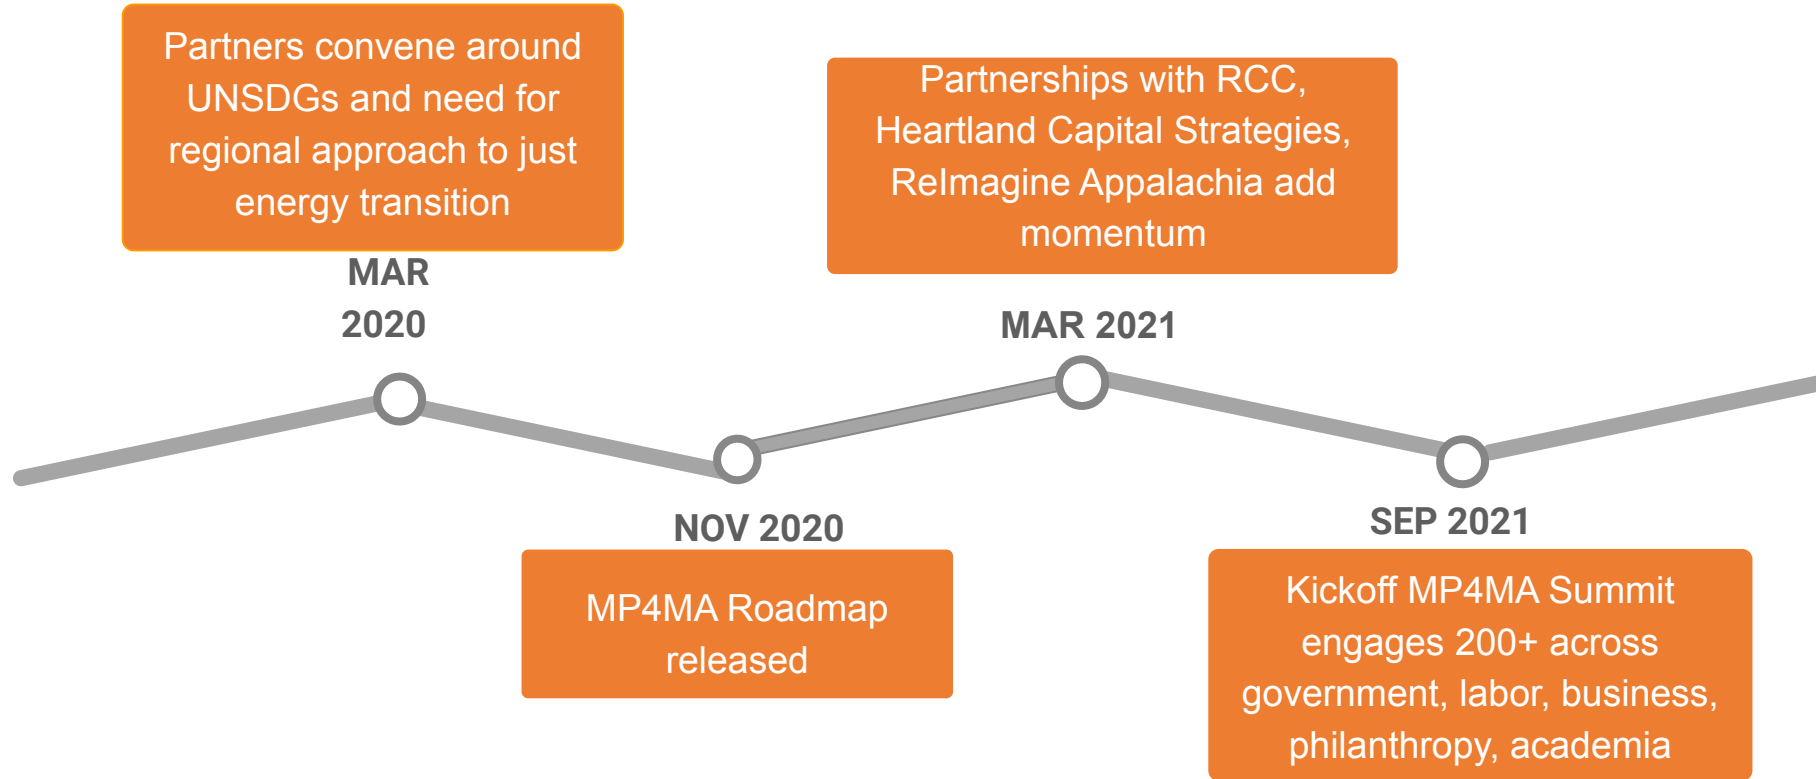 Partners convene around
UNSDGs and need for
regional approach to just
energy transition
MAR
2020
MP4MA Roadmap
released
NOV 2020
Partnerships with RCC,
Heartland Capital Strategies,
ReImagine Appalachia add
momentum
MAR 2021
SEP 2021
Kickoff MP4MA Summit
engages 200+ across
government, labor, business,
philanthropy, academia